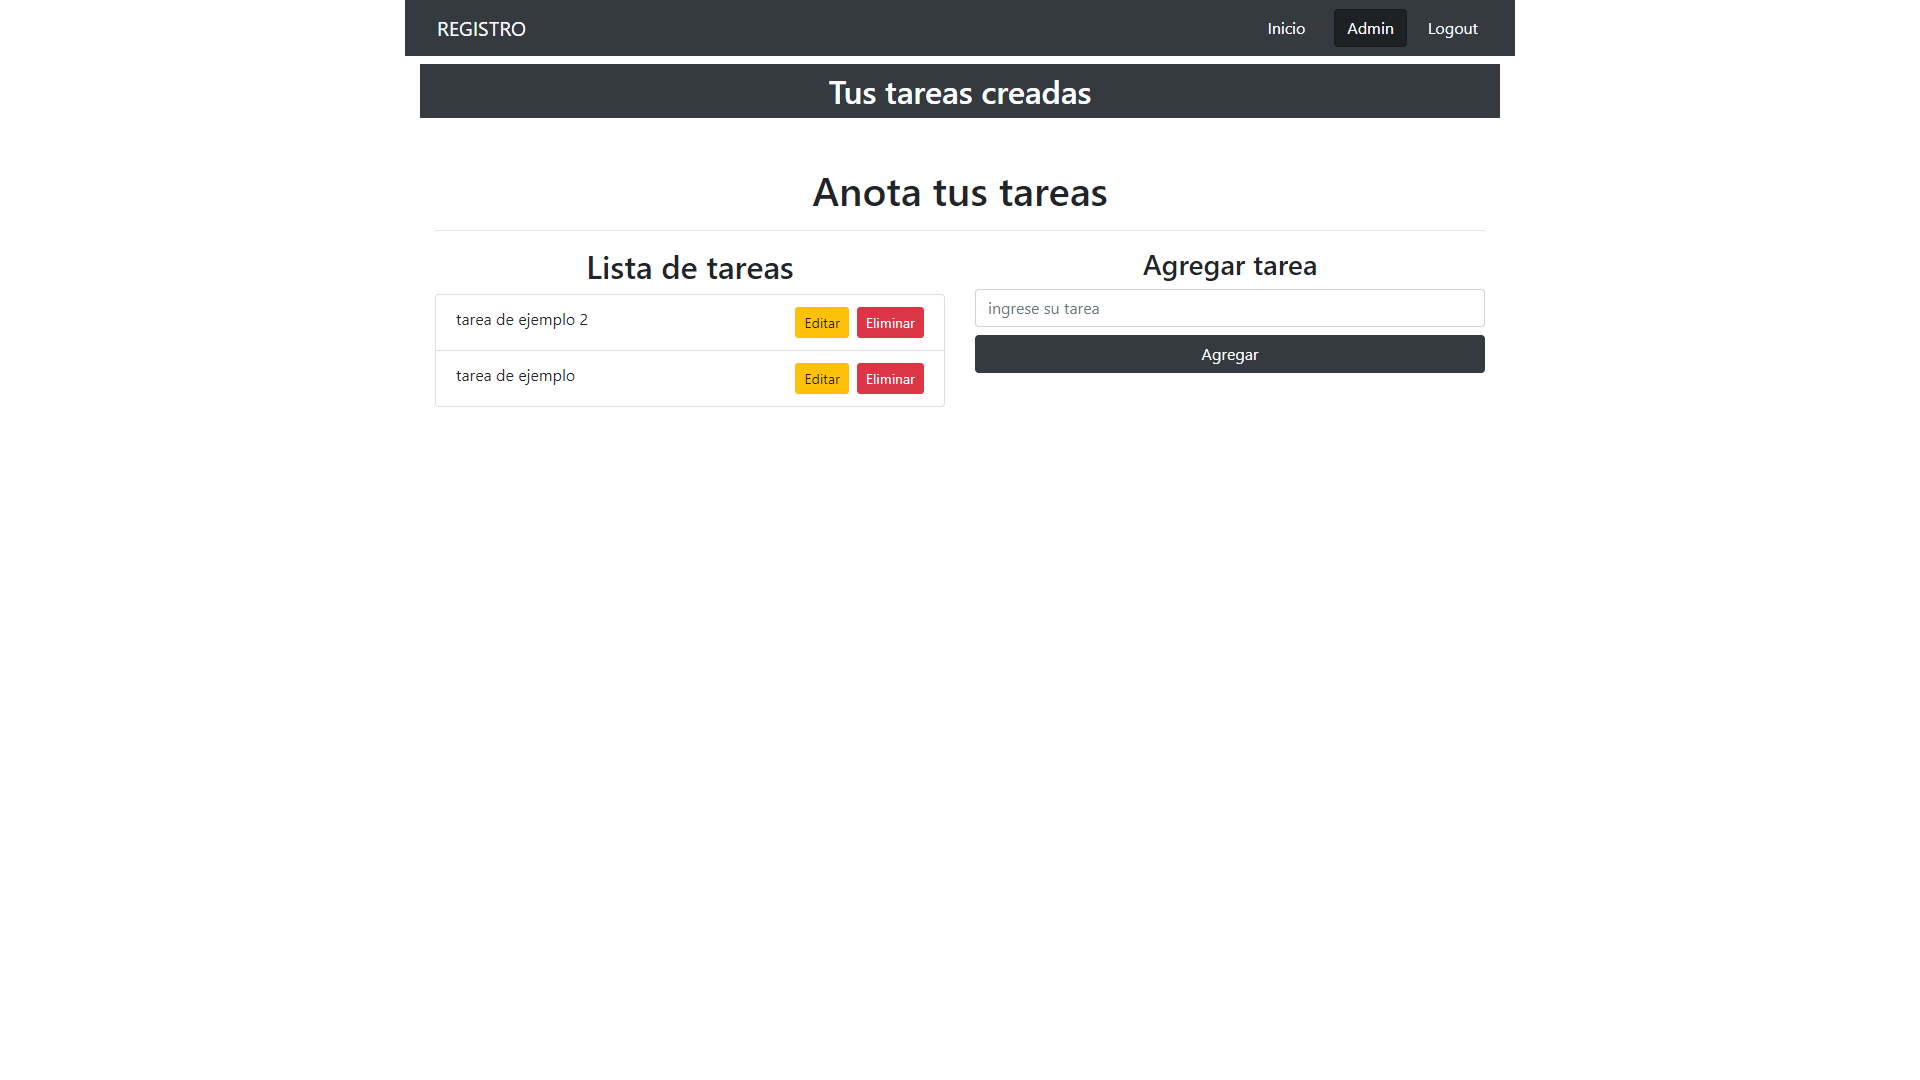 REGISTRO
Inicio
Admin
Logout
Tus tareas creadas
Anota tus tareas
Lista de tareas
tarea de ejemplo 2
Editar
Eliminar
tarea de ejemplo
Editar
Eliminar
Agregar tarea
ingrese su tarea
Agregar